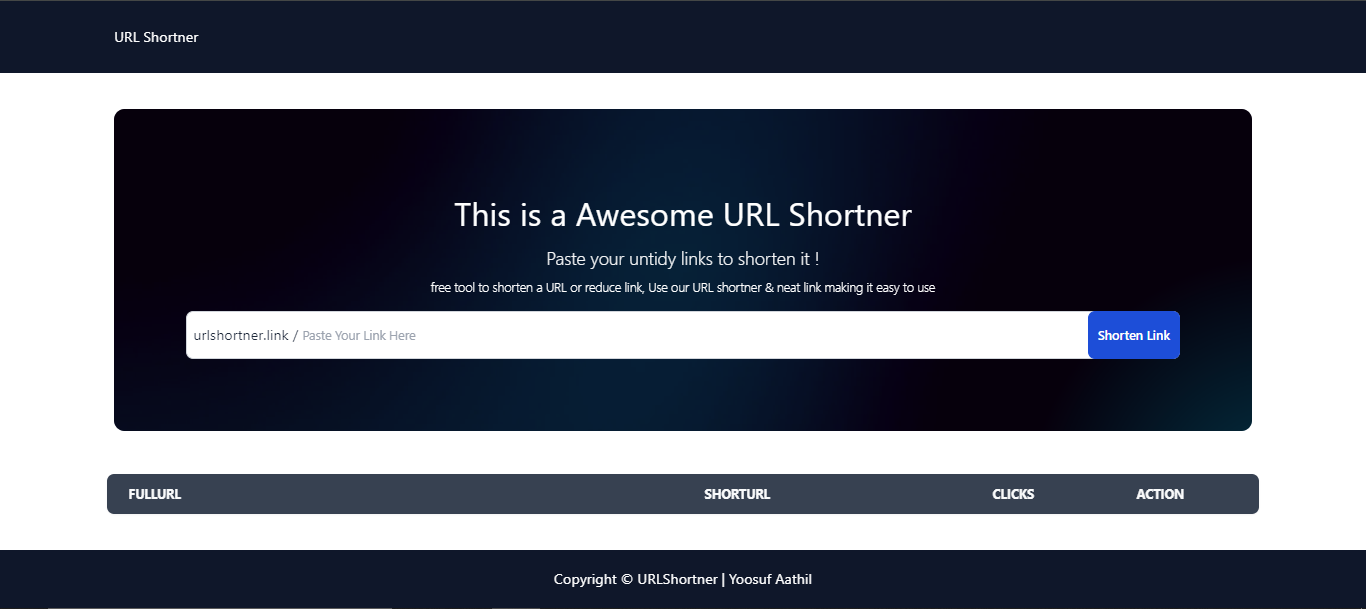 URL Shortner
This is a Awesome URL Shortner
Paste your untidy links to shorten it !
free tool to shorten a URL or reduce link, Use our URL shortner & neat link making it easy to use
urlshortner.link / Paste Your Link Here Shorten Link
FULLURL SHORTURL CLICKS ACTION
Copyright © URLShortner | Yoosuf Aathil